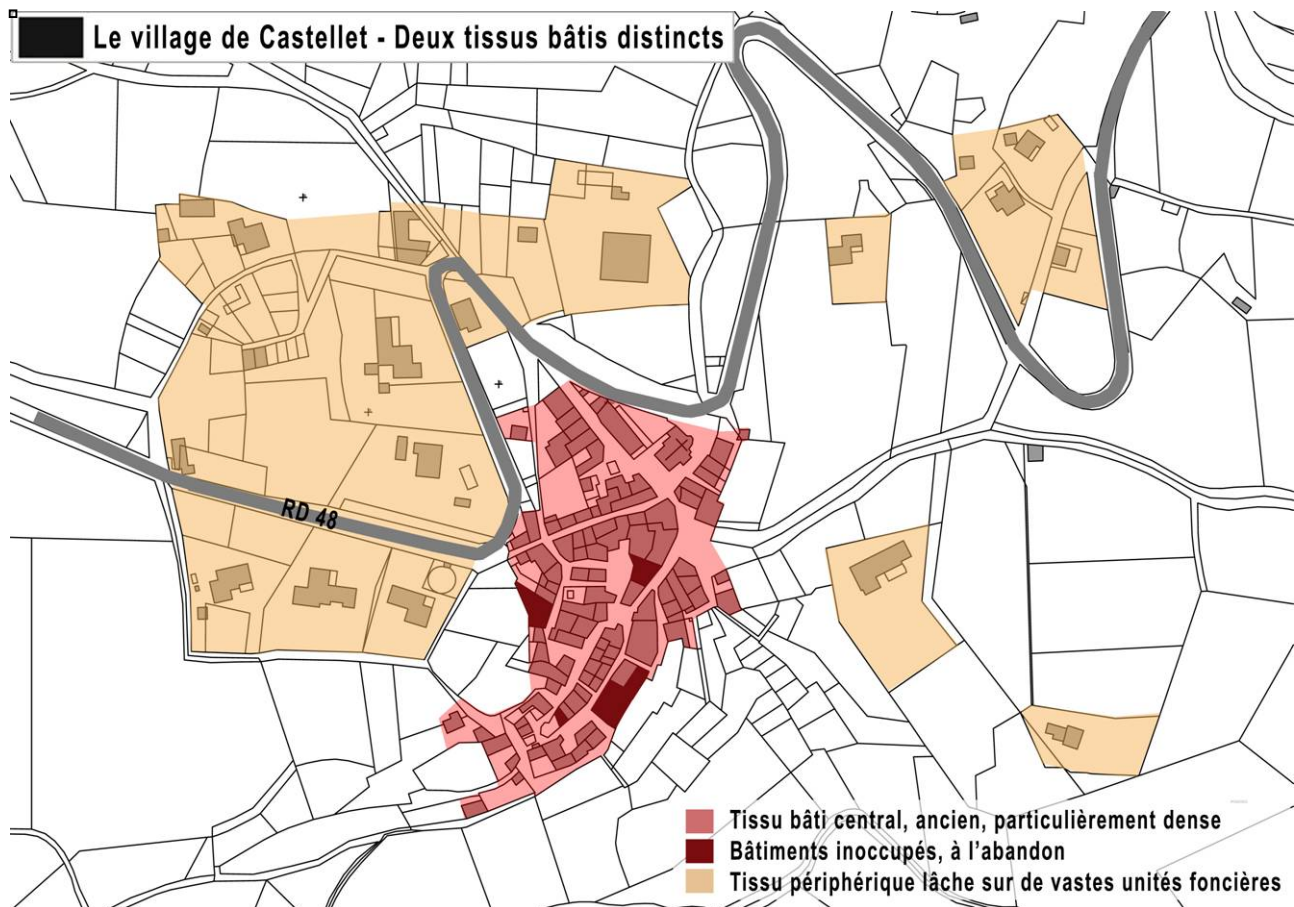 Le village de Castellet - Deux tissus bâtis distincts
RD 48
Tissu bâti central, ancien, particulièrement dense
Bâtiments inoccupés, à l'abandon
Tissu périphérique lâche sur de vastes unités foncières